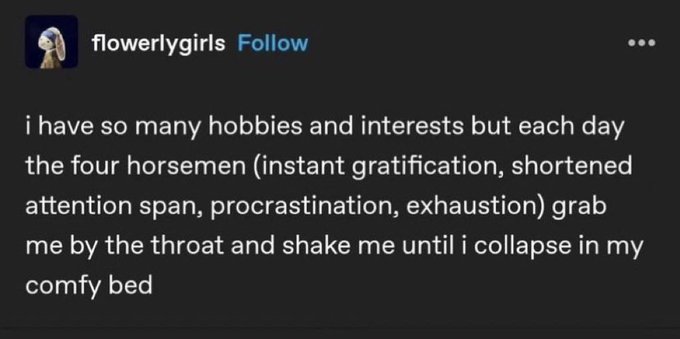 flowerlygirls Follow
i have so many hobbies and interests but each day
the four horsemen (instant gratification, shortened
attention span, procrastination, exhaustion) grab
me by the throat and shake me until i collapse in my
comfy bed